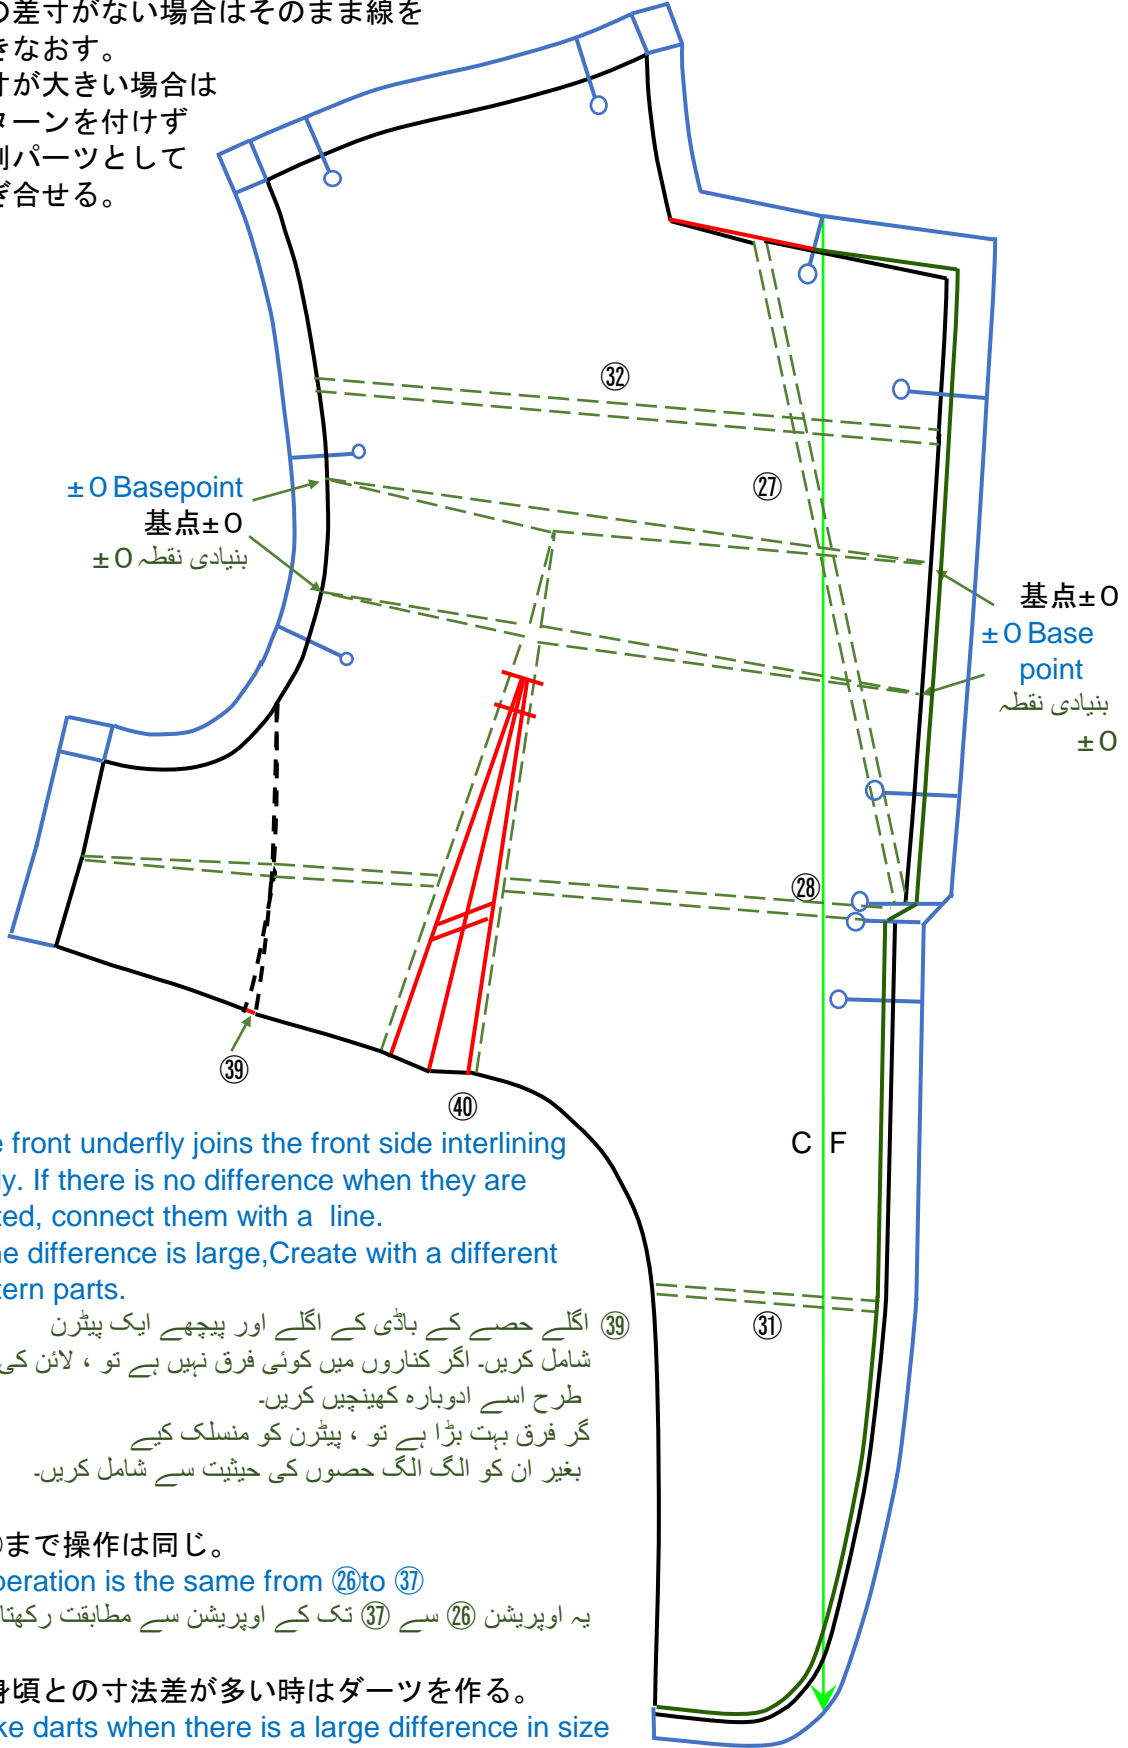 の差寸がない場合はそのまま線を
きなおす。
寸が大きい場合は
ターンを付けず
別パーツとして
ぎ合せる。
㉜
㉗
±0 Basepoint
基点±0
بنیادی نقطہ ±0
基点±0
±0 Base
point
بنیادی نقطہ
±0
㉘
㊴
㊵
C F
e front underfly joins the front side interlining
ly. If there is no difference when they are
ted, connect them with a line.
he difference is large,Create with a different
tern parts.
㊴ اگلے حصے کے باڈی کے اگلے اور پیچھے ایک پیٹرن
شامل کریں۔ اگر کناروں میں کوئی فرق نہیں ہے تو ، لائن کی
طرح اسے ادوبارہ کھینچیں کریں۔
گر فرق بہت بڑا ہے تو ، پیٹرن کو منسلک کیے
بغیر ان کو الگ الگ حصوں کی حیثیت سے شامل کریں۔
㉛
まで操作は同じ。
peration is the same from ㉖to ㊲
یہ اوپریشن ㉖ سے ㊲ تک کے اوپریشن سے مطابقت رکھتا
身頃との寸法差が多い時はダーツを作る。
ke darts when there is a large difference in size